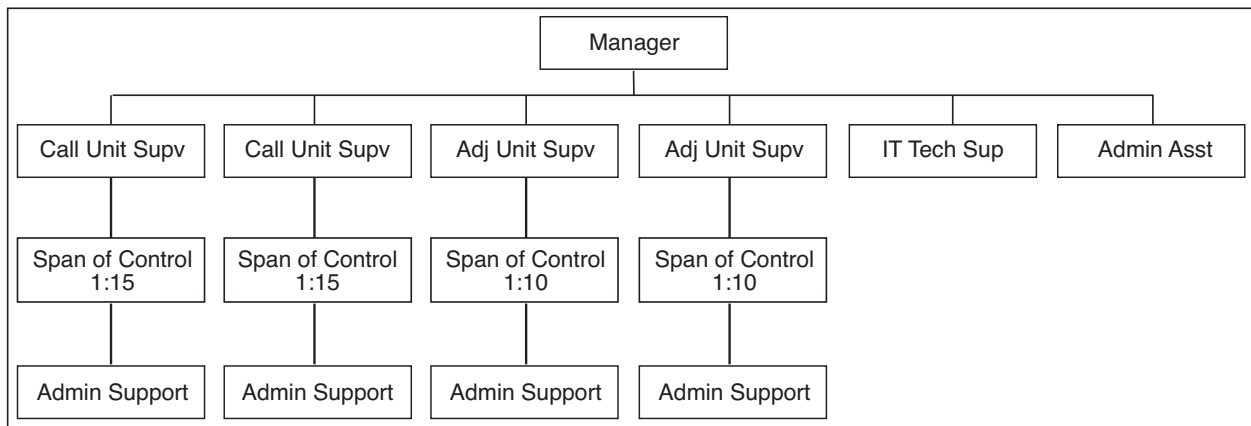 Manager
Call Unit Supv
Call Unit Supv
Adj Unit Supv
Adj Unit Supv
IT Tech Sup
Admin Asst
Span of Control
1:15
Span of Control
1:15
Span of Control
1:10
Span of Control
1:10
Admin Support
Admin Support
Admin Support
Admin Support